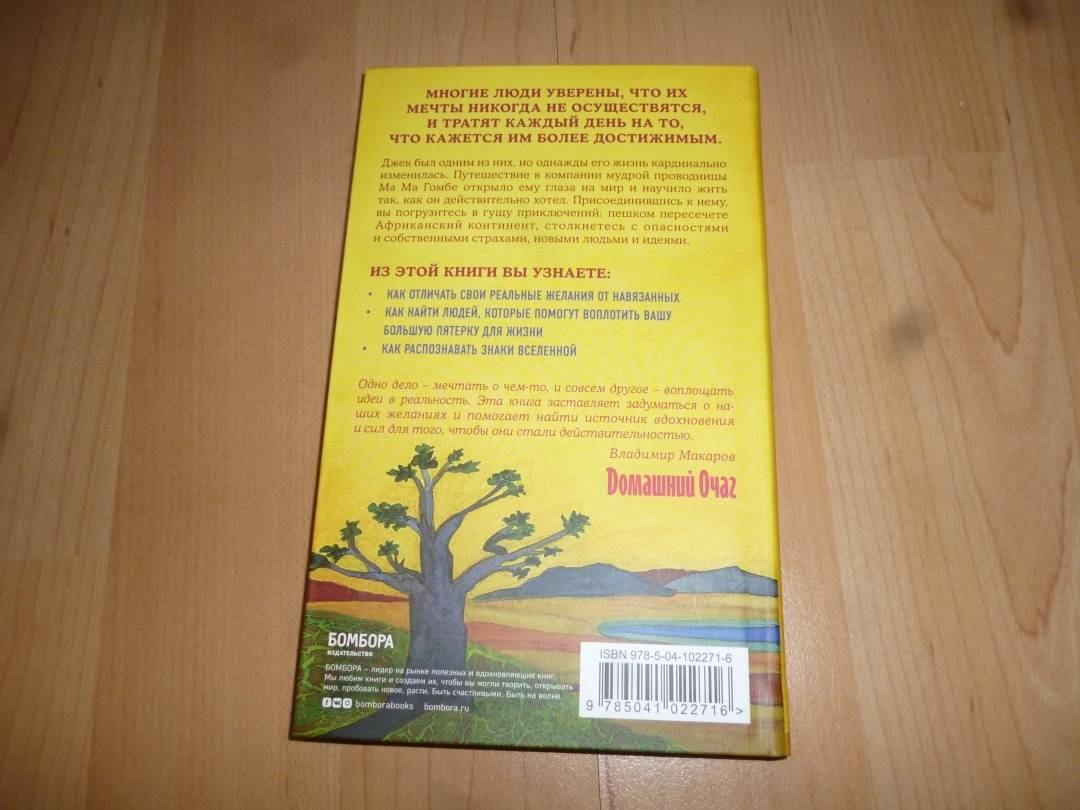 МНОГИЕ ЛЮДИ УВЕРЕНЫ, ЧТО ИХ
МЕЧТЫ НИКОГДА НЕ ОСУЩЕСТВЯТСЯ,
И ТРАТЯТ КАЖДЫЙ ДЕНЬ НА ТО,
ЧТО КАЖЕТСЯ ИМ БОЛЕЕ ДОСТИЖИМЫМ.
Джек был одним из них, но однажды его жизнь кардинально
изменилась. Путешествие в компании мудрой проводницы
Ма Ма Гомбе открыло ему глаза на мир и научило жить
так, как он действительно хотел. Присоединившись к нему,
вы погрузитесь в гущу приключений: пешком пересечете
Африканский континент, столкнетесь с опасностями
и собственными страхами, новыми людьми и идеями.
ИЗ ЭТОЙ КНИГИ ВЫ УЗНАЕТЕ:
• КАК ОТЛИЧАТЬ СВОИ РЕАЛЬНЫЕ ЖЕЛАНИЯ ОТ НАВЯЗАННЫХ
• КАК НАЙТИ ЛЮДЕЙ, КОТОРЫЕ ПОМОГУТ ВОПЛОТИТЬ ВАШУ
БОЛЬШУЮ ПЯТЕРКУ ДЛЯ ЖИЗНИ
• КАК РАСПОЗНАВАТЬ ЗНАКИ ВСЕЛЕННОЙ
Одно дело – мечтать о чем-то, и совсем другое – воплощать
идеи в реальность. Эта книга заставляет задуматься о на-
ших желаниях и помогает найти источник вдохновения
и сил для того, чтобы они стали действительностью.
Владимир Макаров
Домашний Очаг
БОМБОРА
ИЗДАТЕЛЬСТВО
БОМБОРА – лидер на рынке полезных и вдохновляющих книг.
Мы любим книги и создаем их, чтобы вы могли творить, открывать
мир, пробовать новое, расти. Быть счастливыми. Быть на волне.
bomborabooks bombora.ru
ISBN 978-5-04-102271-6
9 785041 022716 >